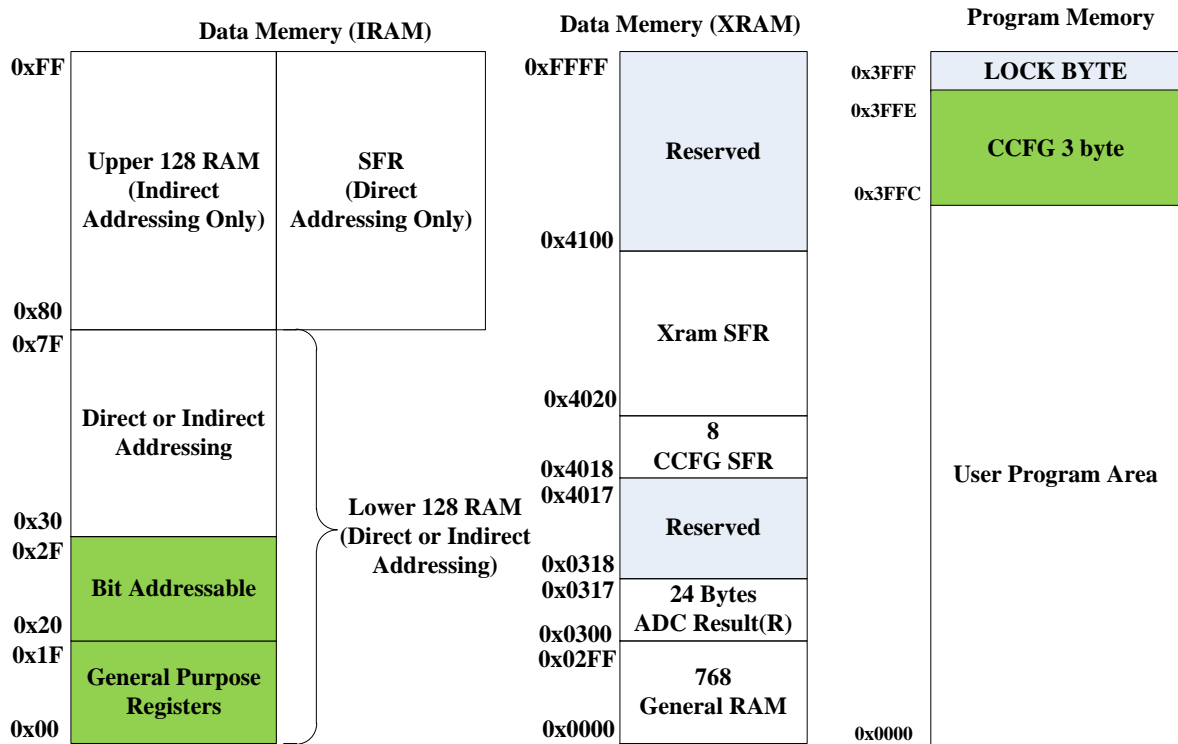 Data Memery (IRAM)
0xFF
Upper 128 RAM
(Indirect
Addressing Only)
SFR
(Direct
Addressing Only)
0x80
0x7F
Direct or Indirect
Addressing
0x30
0x2F
Bit Addressable
0x20
0x1F
General Purpose
Registers
0x00
Lower 128 RAM
(Direct or Indirect
Addressing)
Data Memery (XRAM)
0xFFFF
Reserved
0x4100
Xram SFR
0x4020
8
CCFG SFR
0x4018
0x4017
Reserved
0x0318
0x0317
24 Bytes
ADC Result(R)
0x0300
0x02FF
768
General RAM
0x0000
Program Memory
0x3FFF
LOCK BYTE
0x3FFE
CCFG 3 byte
0x3FFC
User Program Area
0x0000